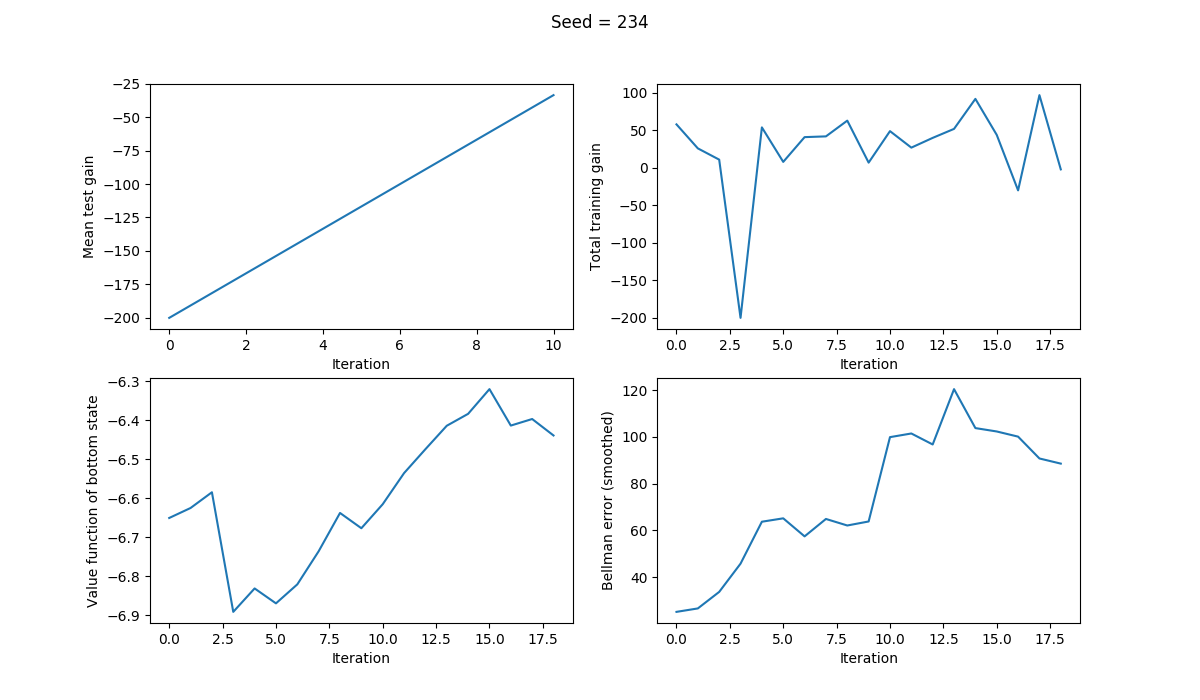 Seed = 234
Mean test gain
−25
−50
−75
−100
−125
−150
−175
−200
0 2 4 6 8 10
Iteration
Total training gain
100
50
0
−50
−100
−150
−200
0.0 2.5 5.0 7.5 10.0 12.5 15.0 17.5
Iteration
Value function of bottom state
−6.3
−6.4
−6.5
−6.6
−6.7
−6.8
−6.9
0.0 2.5 5.0 7.5 10.0 12.5 15.0 17.5
Iteration
Bellman error (smoothed)
120
100
80
60
40
0.0 2.5 5.0 7.5 10.0 12.5 15.0 17.5
Iteration